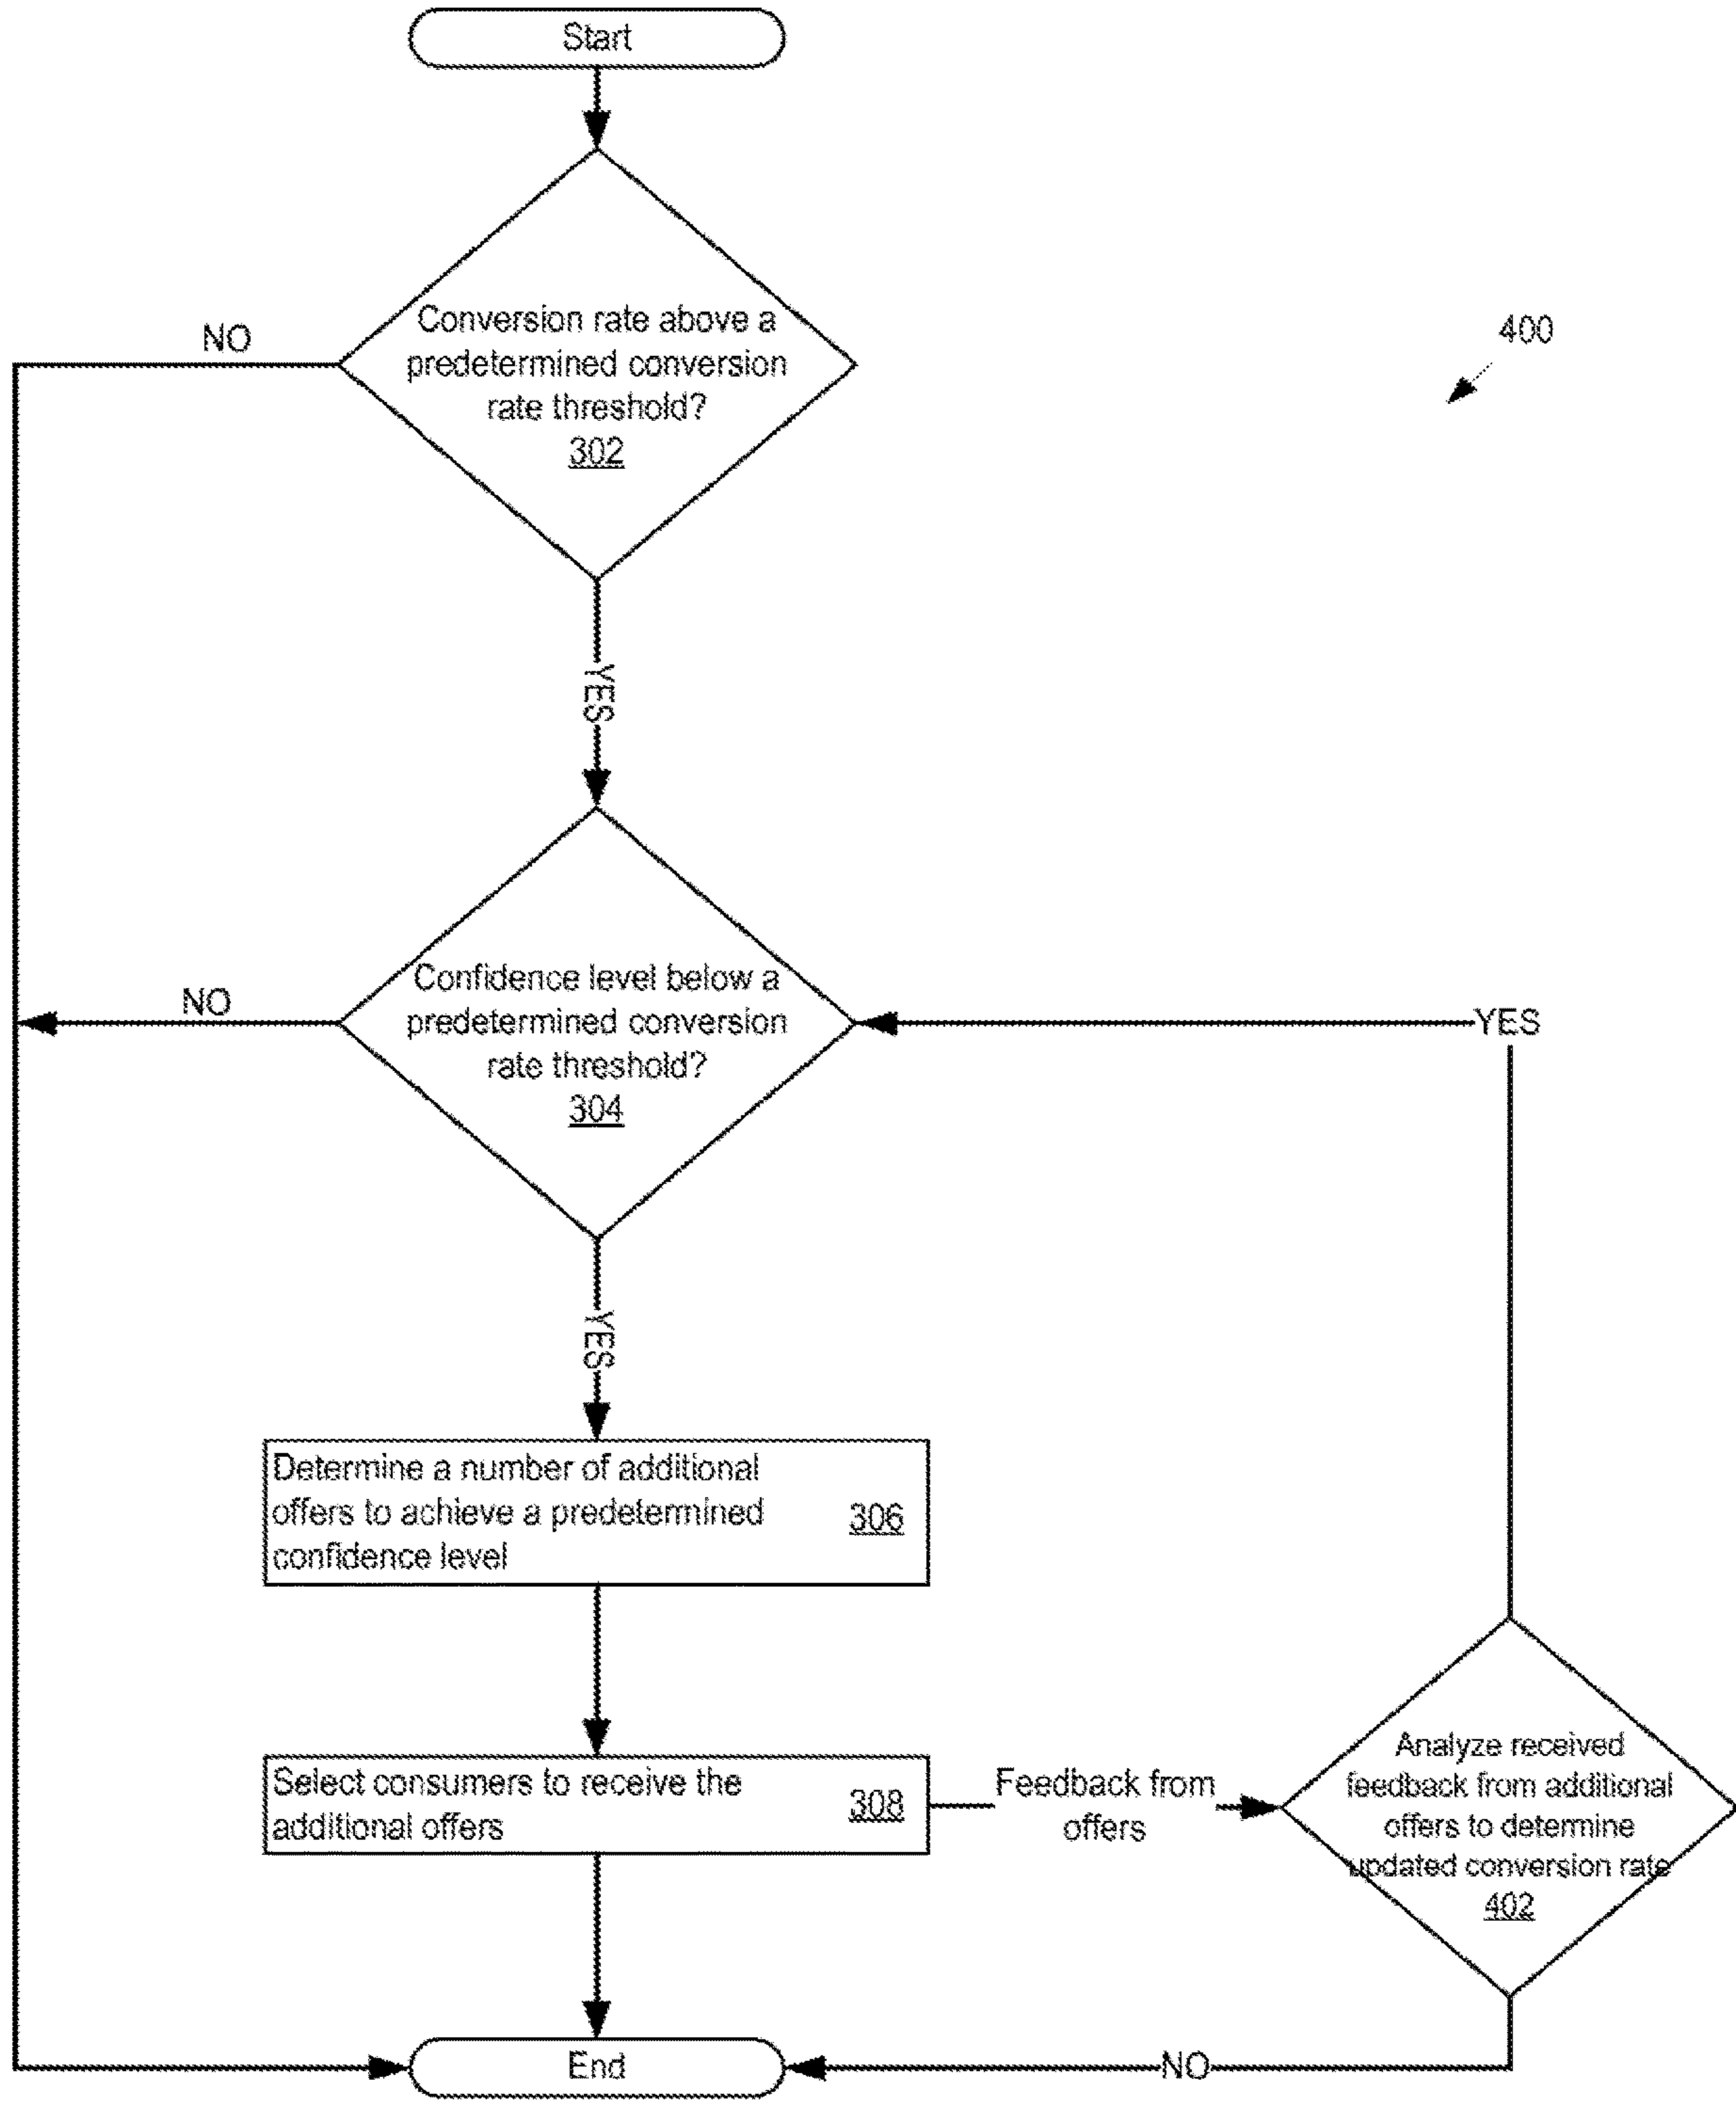 Start
Conversion rate above a
predetermined conversion
rate threshold?
302
NO
400
YES
Confidence level below a
predetermined conversion
rate threshold?
304
NO
YES
YES
Determine a number of additional
offers to achieve a predetermined
confidence level
306
Select consumers to receive the
additional offers
308
Feedback from
offers
Analyze received
feedback from additional
offers to determine
updated conversion rate
402
End
NO